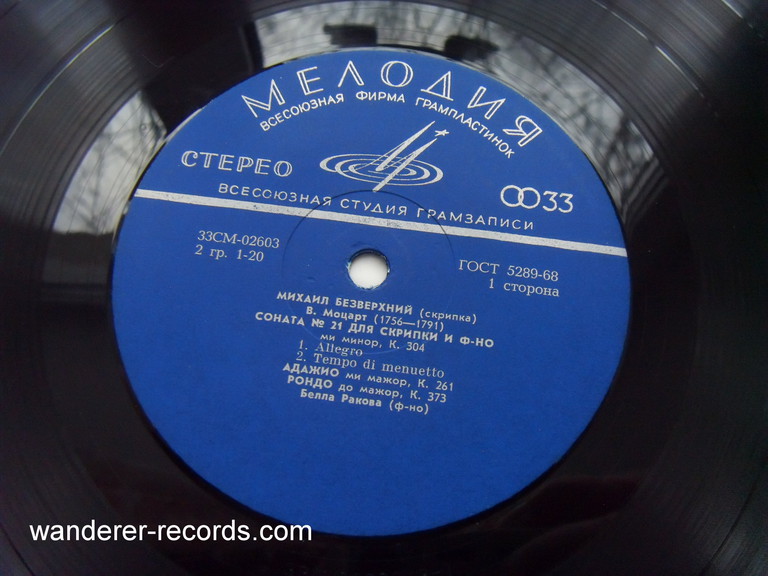 МЕЛОДИЯ
ВСЕСОЮЗНАЯ ФИРМА ГРАМПЛАСТИНОК
СТЕРЕО
33
ВСЕСОЮЗНАЯ СТУДИЯ ГРАМЗАПИСИ
33СМ-02603
2 гр. 1-20
ГОСТ 5289-68
1 сторона
МИХАИЛ БЕЗВЕРХНИЙ (скрипка)
В. Моцарт (1756—1791)
СОНАТА № 21 ДЛЯ СКРИПКИ И Ф-НО
ми минор, К. 304
1. Allegro
2. Tempo di menuetto
АДАЖИО ми мажор, К. 261
РОНДО до мажор, К. 373
Белла Ракова (ф-но)
wanderer-records.com